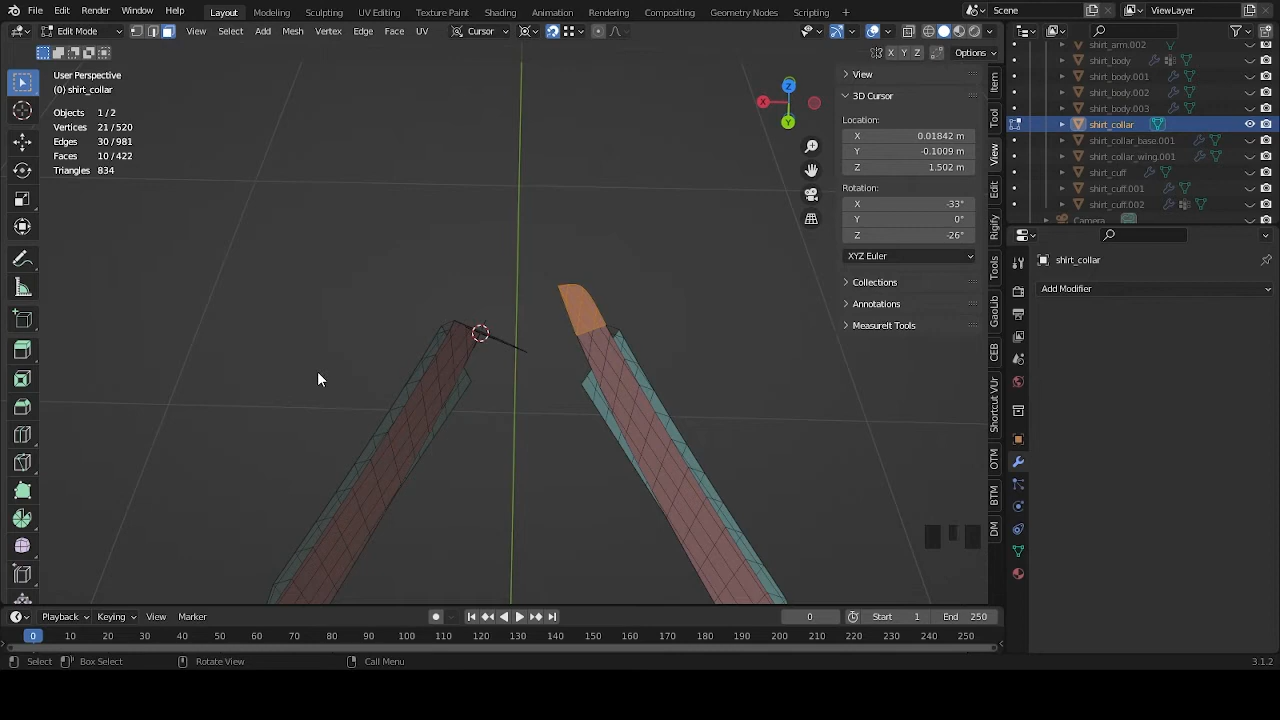 File Edit Render Window Help Layout Modeling Sculpting UV Editing Texture Paint Shading Animation Rendering Compositing Geometry Nodes Scripting + Scene ViewLayer
Edit Mode View Select Add Mesh Vertex Edge Face UV Cursor
X Y Z Options
User Perspective
(0) shirt_collar
Objects 1/2
Vertices 21/520
Edges 30/981
Faces 10/422
Triangles 834
Z
X
Y
View
3D Cursor
Location:
X 0.01842 m
Y -0.1009 m
Z 1.502 m
Rotation:
X -33°
Y 0°
Z -26°
XYZ Euler
Collections
Annotations
MeasureIt Tools
Item
Tool
View
Edit
Rigify
Tools
GaoLib
CEB
Shortcut VUr
OTM
BTM
DM
shirt_arm.002
shirt_body
shirt_body.001
shirt_body.002
shirt_body.003
shirt_collar
shirt_collar_base.001
shirt_collar_wing.001
shirt_cuff
shirt_cuff.001
shirt_cuff.002
Camera
shirt_collar
Add Modifier
Playback Keying View Marker 0 Start 1 End 250
0 10 20 30 40 50 60 70 80 90 100 110 120 130 140 150 160 170 180 190 200 210 220 230 240 250
Select Box Select Rotate View Call Menu 3.1.2